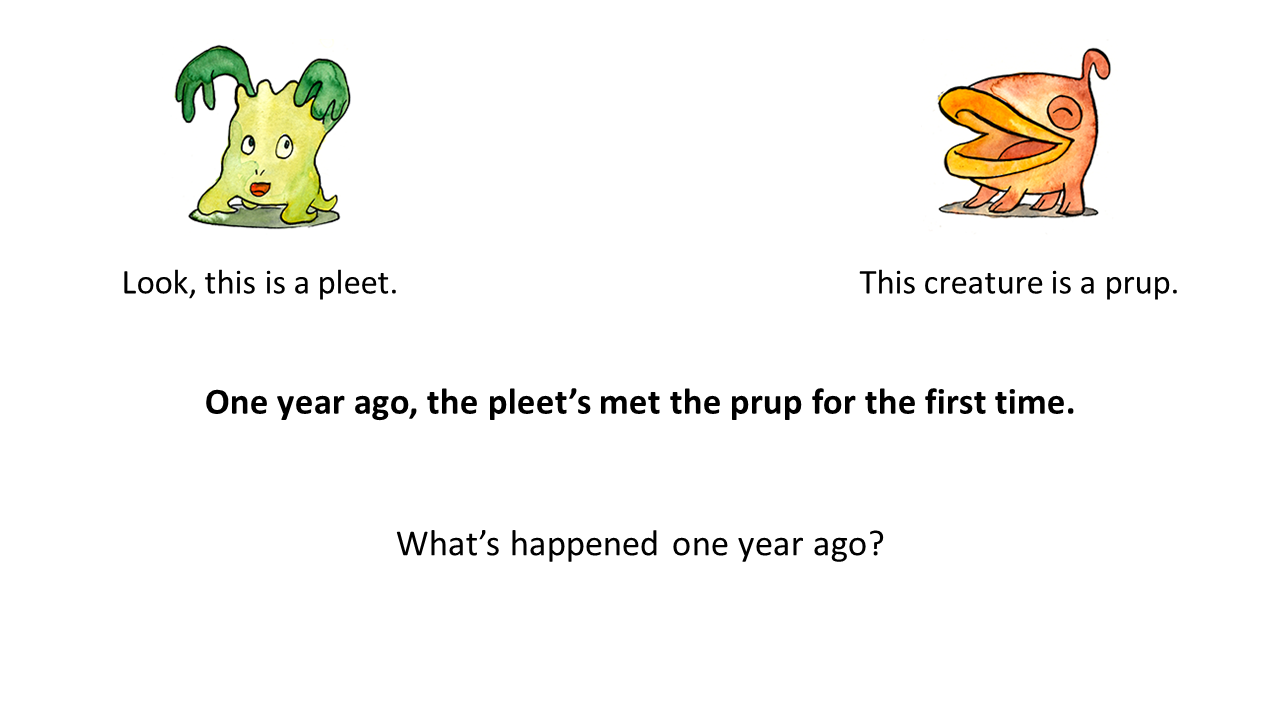 Look, this is a pleet.
This creature is a prup.
One year ago, the pleet’s met the prup for the first time.
What’s happened one year ago?